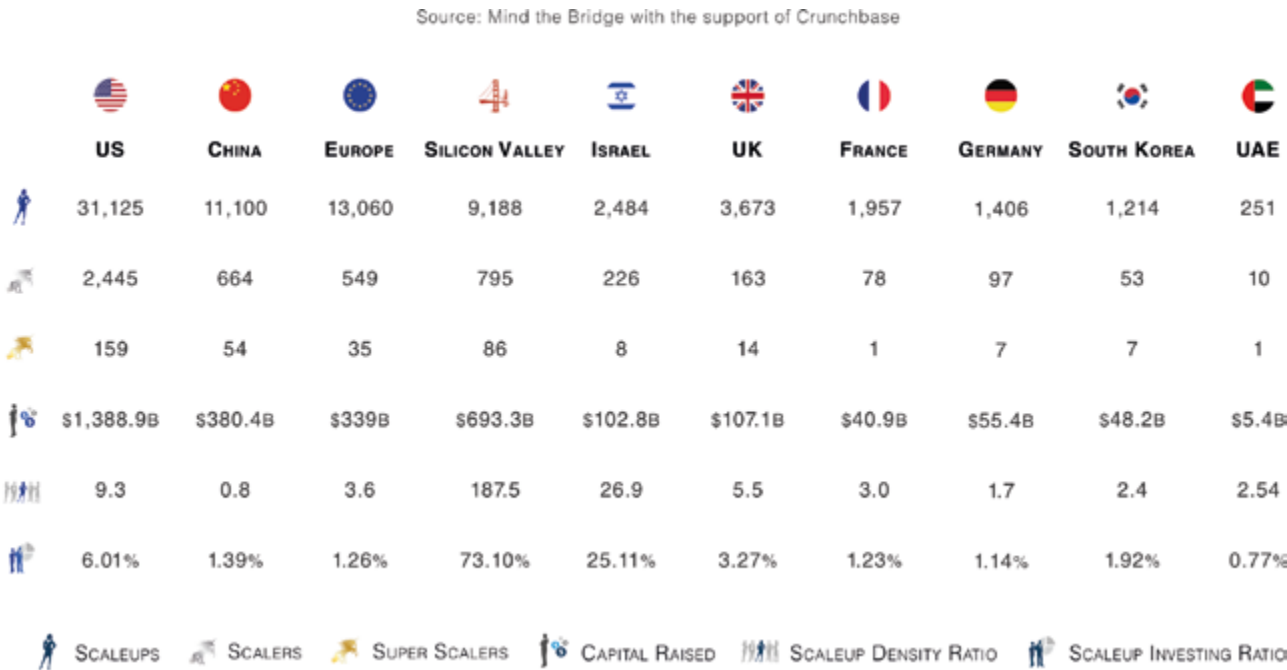 Source: Mind the Bridge with the support of Crunchbase
US CHINA EUROPE SILICON VALLEY ISRAEL UK FRANCE GERMANY SOUTH KOREA UAE
31,125 11,100 13,060 9,188 2,484 3,673 1,957 1,406 1,214 251
2,445 664 549 795 226 163 78 97 53 10
159 54 35 86 8 14 1 7 7 1
$1,388.9B $380.4B $339B $693.3B $102.8B $107.1B $40.9B $55.4B $48.2B $5.4B
9.3 0.8 3.6 187.5 26.9 5.5 3.0 1.7 2.4 2.54
6.01% 1.39% 1.26% 73.10% 25.11% 3.27% 1.23% 1.14% 1.92% 0.77%
SCALEUPS SCALERS SUPER SCALERS CAPITAL RAISED SCALEUP DENSITY RATIO SCALEUP INVESTING RATIO